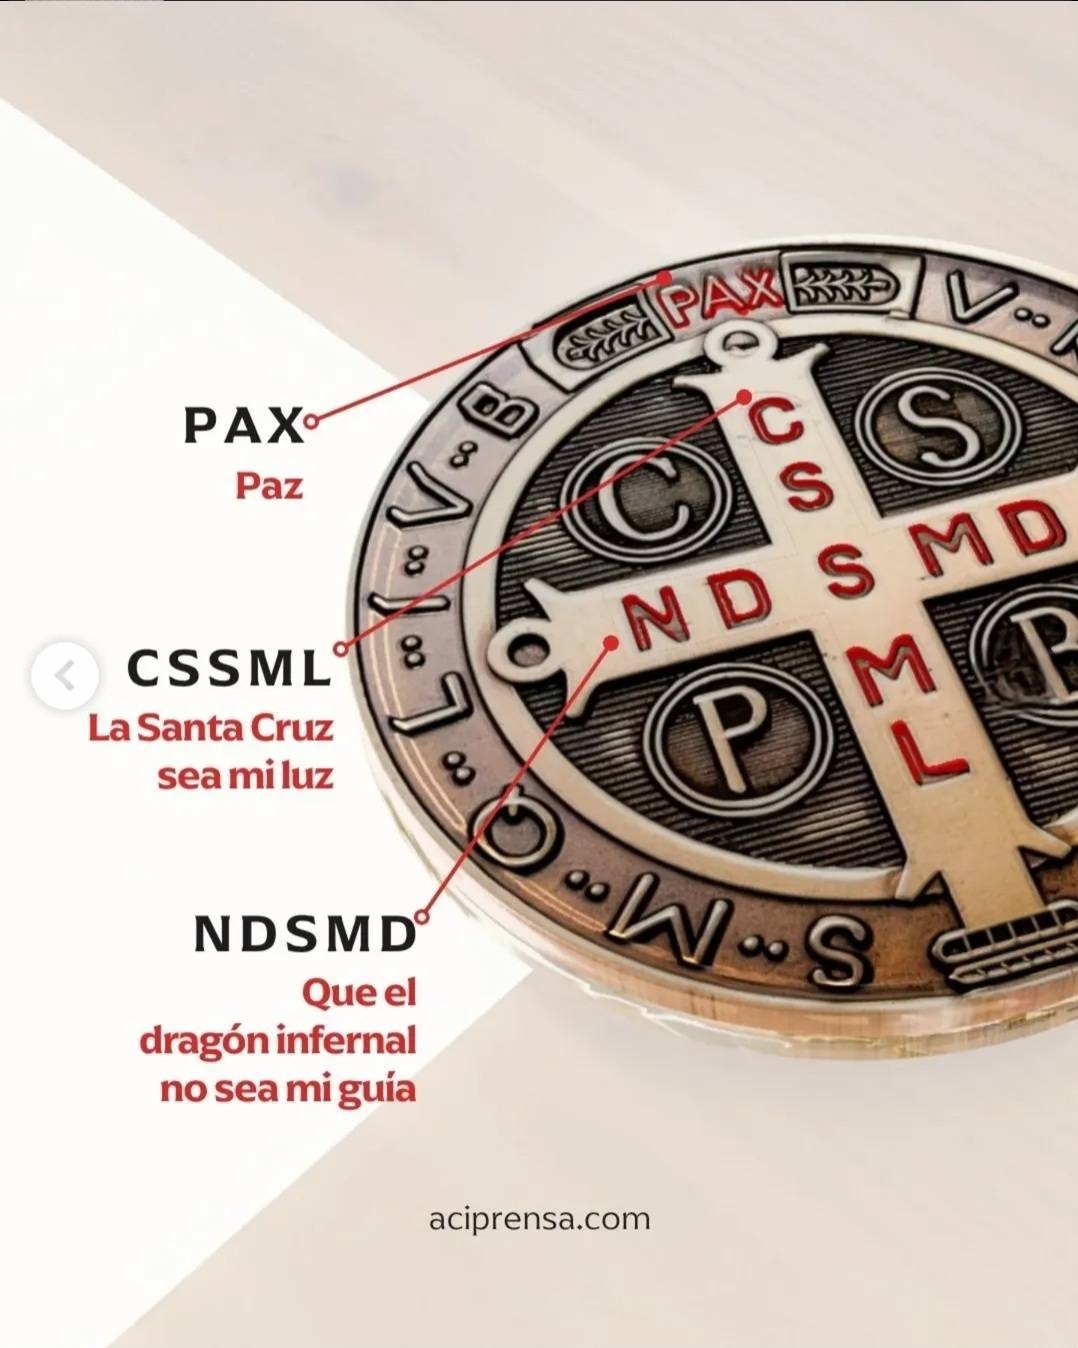 PAX
Paz
CSSML
La Santa Cruz
sea mi luz
NDSMD
Que el
dragón infernal
no sea mi guía
PAX
V
B
V
I
L
Q
M
S
C
S
P
B
C
S
S
M
L
N D S M D
aciprensa.com